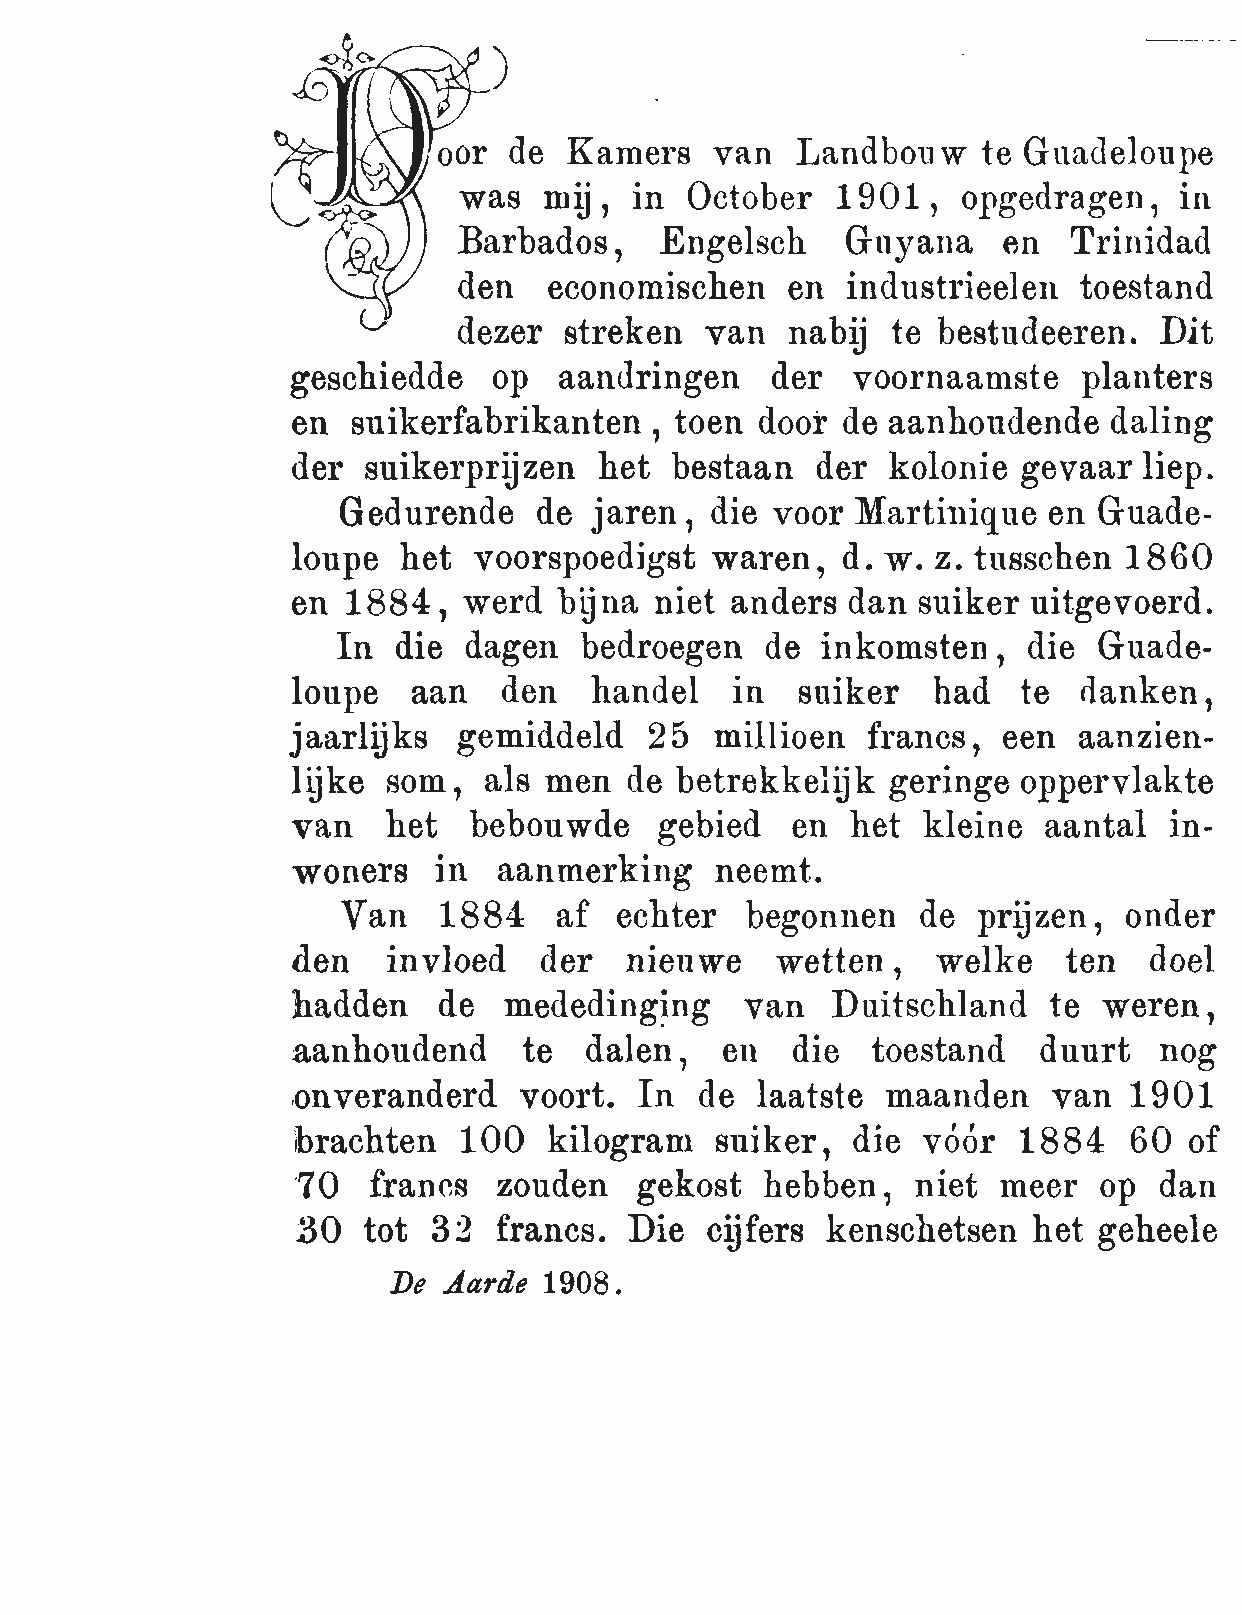 Door de Kamers van Landbouw te Guadeloupe
was mij, in October 1901, opgedragen, in
Barbados, Engelsch Guyana en Trinidad
den economischen en industrieelen toestand
dezer streken van nabij te bestudeeren. Dit
geschiedde op aandringen der voornaamste planters
en suikerfabrikanten, toen door de aanhoudende daling
der suikerprijzen het bestaan der kolonie gevaar liep.
Gedurende de jaren, die voor Martinique en Guade-
loupe het voorspoedigst waren, d. w. z. tusschen 1860
en 1884, werd bijna niet anders dan suiker uitgevoerd.
In die dagen bedroegen de inkomsten, die Guade-
loupe aan den handel in suiker had te danken,
jaarlijks gemiddeld 25 millioen francs, een aanzien-
lijke som, als men de betrekkelijk geringe oppervlakte
van het bebouwde gebied en het kleine aantal in-
woners in aanmerking neemt.
Van 1884 af echter begonnen de prijzen, onder
den invloed der nieuwe wetten, welke ten doel
hadden de mededinging van Duitschland te weren,
aanhoudend te dalen, en die toestand duurt nog
onveranderd voort. In de laatste maanden van 1901
brachten 100 kilogram suiker, die vóór 1884 60 of
70 francs zouden gekost hebben, niet meer op dan
30 tot 32 francs. Die cijfers kenschetsen het geheele
De Aarde 1908.